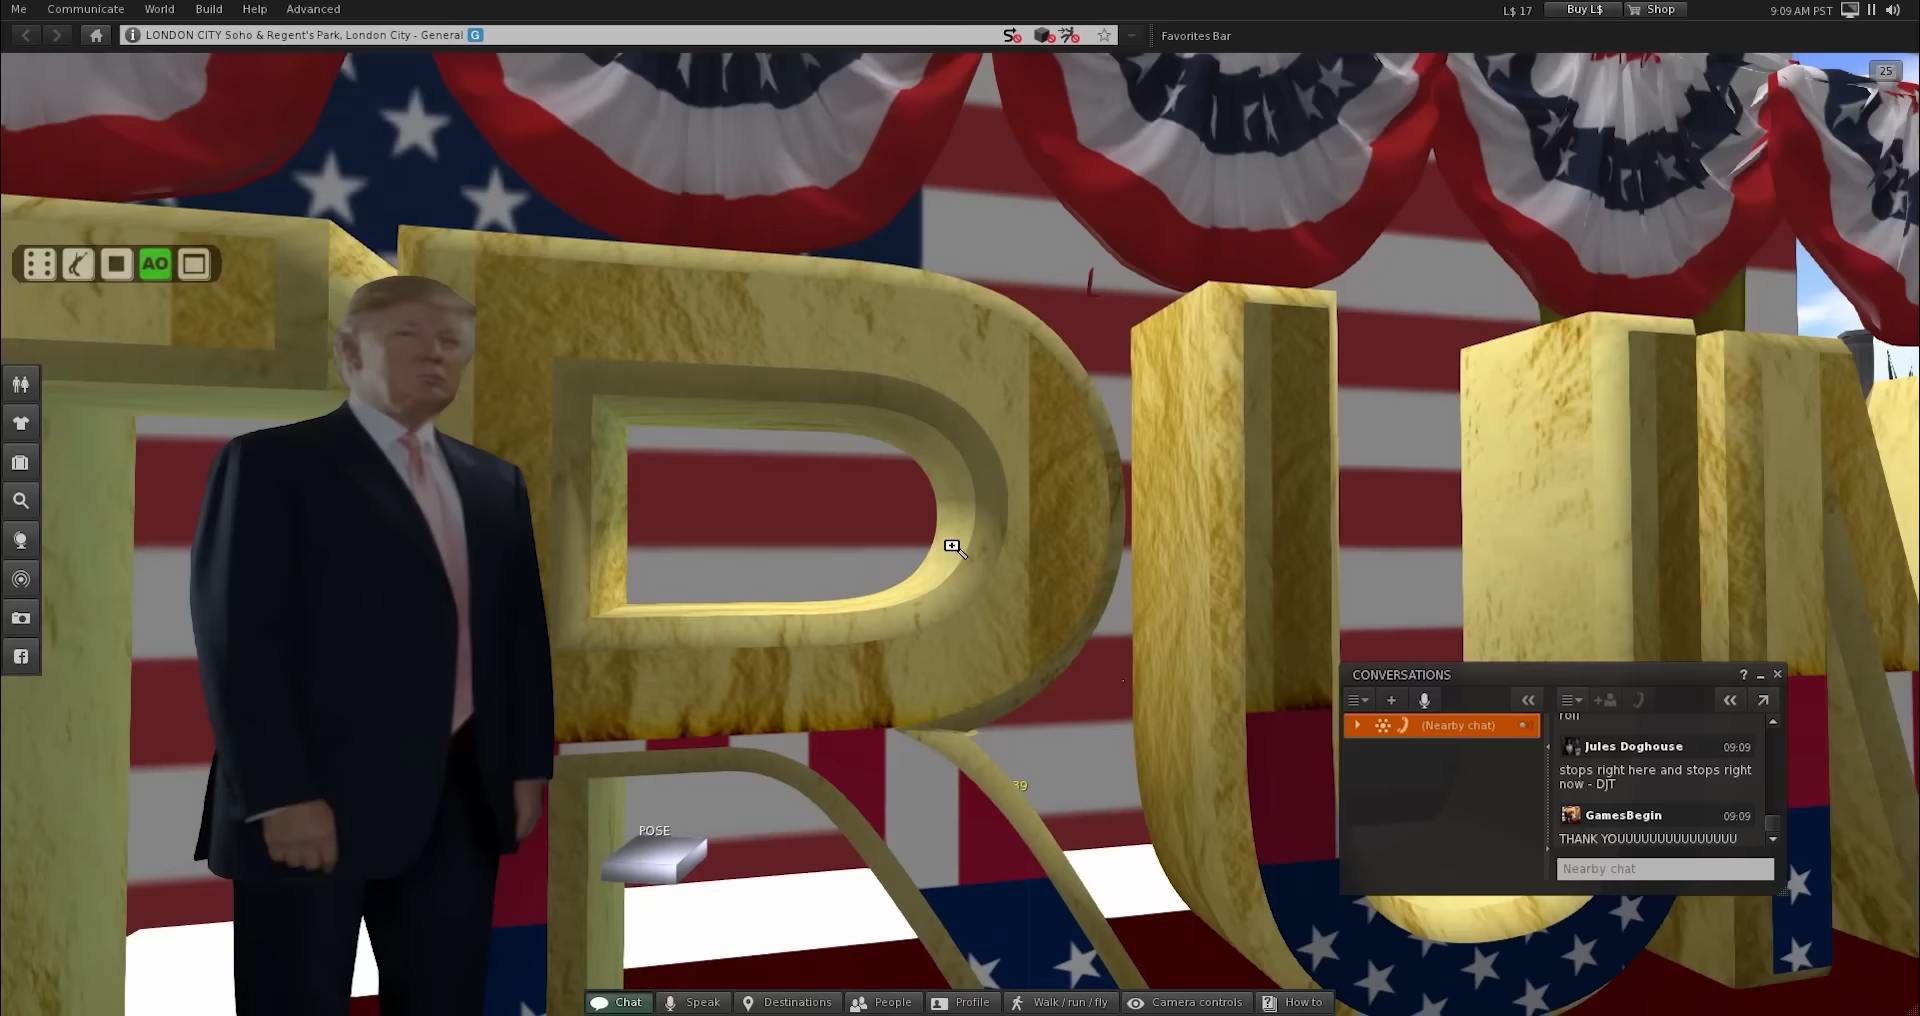 Me Communicate World Build Help Advanced
L$ 17 Buy L$ Shop 9:09 AM PST
LONDON CITY Soho & Regent's Park, London City - General G
Favorites Bar
25
AO
TRUM
39
POSE
CONVERSATIONS
?
(Nearby chat)
roll
Jules Doghouse 09:09
stops right here and stops right
now - DJT
GamesBegin 09:09
THANK YOUUUUUUUUUUUUUUU
Nearby chat
Chat Speak Destinations People Profile Walk / run / fly Camera controls How to